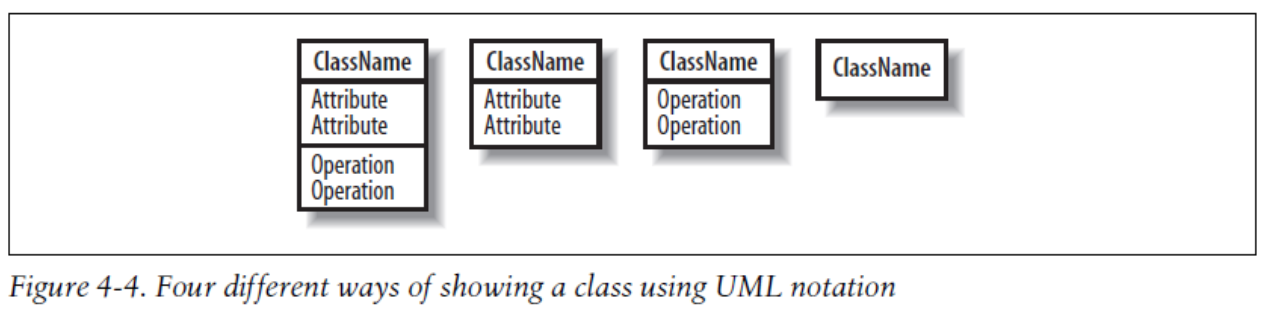 ClassName
Attribute
Attribute
Operation
Operation
ClassName
Attribute
Attribute
ClassName
Operation
Operation
ClassName
Figure 4-4. Four different ways of showing a class using UML notation